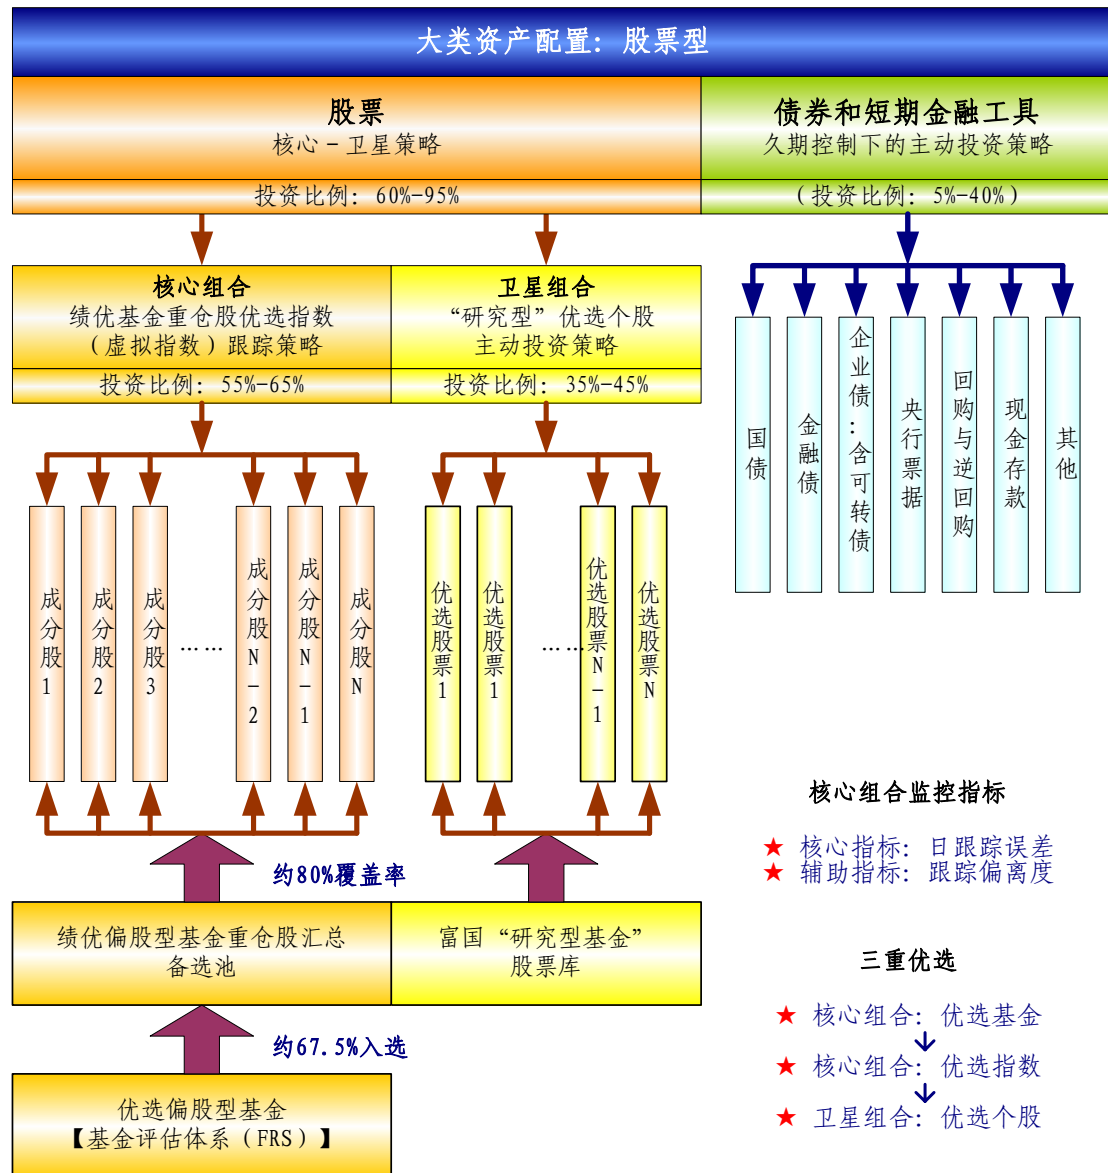 大类资产配置：股票型
股票
核心－卫星策略
投资比例：60%-95%
债券和短期金融工具
久期控制下的主动投资策略
（投资比例：5%-40%）
核心组合
绩优基金重仓股优选指数
（虚拟指数）跟踪策略
投资比例：55%-65%
卫星组合
“研究型”优选个股
主动投资策略
投资比例：35%-45%
国债
金融债
企业债：含可转债
央行票据
回购与逆回购
现金存款
其他
成分股1
成分股2
成分股3
……
成分股N-2
成分股N-1
成分股N
优选股票1
优选股票1
……
优选股票N-1
优选股票N
约80%覆盖率
绩优偏股型基金重仓股汇总
备选池
富国“研究型基金”
股票库
约67.5%入选
优选偏股型基金
【基金评估体系（FRS）】
核心组合监控指标
★ 核心指标：日跟踪误差
★ 辅助指标：跟踪偏离度
三重优选
★ 核心组合：优选基金
★ 核心组合：优选指数
★ 卫星组合：优选个股